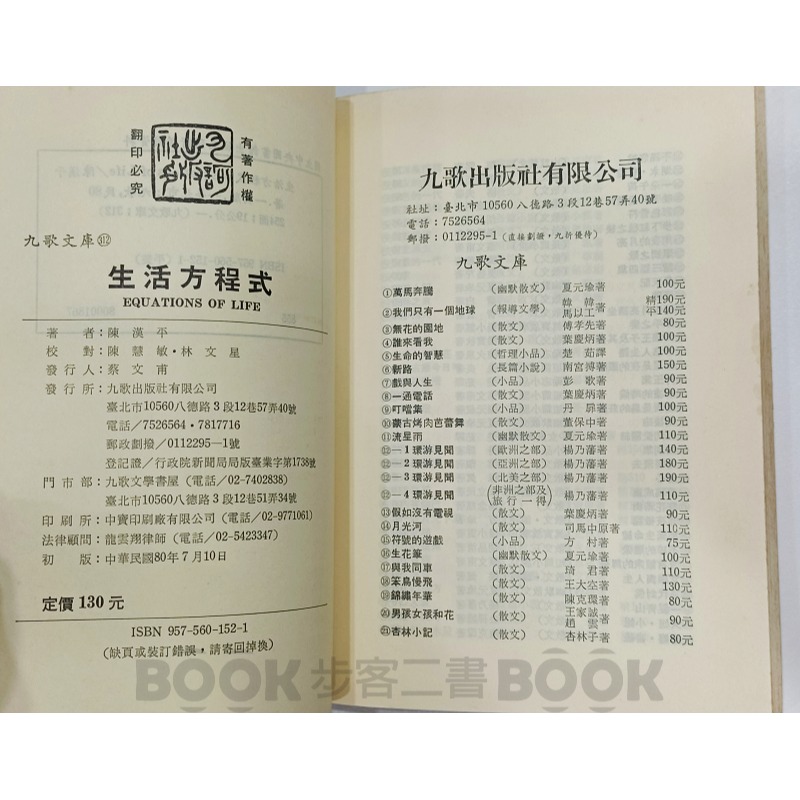 翻印必究
九歌出版社印
有著作權
九歌文庫312
生活方程式
EQUATIONS OF LIFE
著者:陳漢平
校對:陳慧敏・林文星
發行人:蔡文甫
發行所:九歌出版社有限公司
臺北市10560八德路3段12巷57弄40號
電話/7526564・7817716
郵政劃撥/0112295—1號
登記證/行政院新聞局局版臺業字第1738號
門市部:九歌文學書屋(電話/02-7402838)
臺北市10560八德路3段12巷51弄34號
印刷所:中寶印刷廠有限公司(電話/02-9771061)
法律顧問:龍雲翔律師(電話/02-5423347)
初版:中華民國80年7月10日
定價130元
ISBN 957-560-152-1
(缺頁或裝訂錯誤,請寄回掉換)
九歌出版社有限公司
社址:臺北市10560八德路3段12巷57弄40號
電話:7526564
郵撥:0112295-1(直接劃撥,九折優待)
九歌文庫
①萬馬奔騰(幽默散文)夏元瑜著 100元
②我們只有一個地球(報導文學)韓韓 馬以工著 精190元 平140元
③無花的園地(散文)傅孝先著 80元
④誰來看我(散文)葉慶炳著 100元
⑤生命的智慧(哲理小品)楚茹譯 100元
⑥新路(長篇小說)南宮搏著 150元
⑦戲與人生(小品)彭歌著 90元
⑧一通電話(散文)葉慶炳著 90元
⑨叮噹集(小品)丹扉著 100元
⑩蒙古烤肉芭蕾舞(散文)董保中著 90元
⑪流星雨(幽默散文)夏元瑜著 110元
⑫—1環游見聞(歐洲之部)楊乃藩著 140元
⑫—2環游見聞(亞洲之部)楊乃藩著 180元
⑫—3環游見聞(北美之部)楊乃藩著 190元
⑫—4環游見聞(非洲之部及旅行一得)楊乃藩著 110元
⑬假如沒有電視(散文)葉慶炳著 90元
⑭月光河(散文)司馬中原著 110元
⑮符號的遊戲(小品)方村著 75元
⑯生花筆(幽默散文)夏元瑜著 100元
⑰與我同車(散文)琦君著 110元
⑱笨鳥慢飛(散文)王大空著 130元
⑲錦繡年華(散文)陳克環著 80元
⑳男孩女孩和花(散文)王家誠 趙雲著 90元
㉑杏林小記(散文)杏林子著 80元
BOOK 步客二書 BOOK